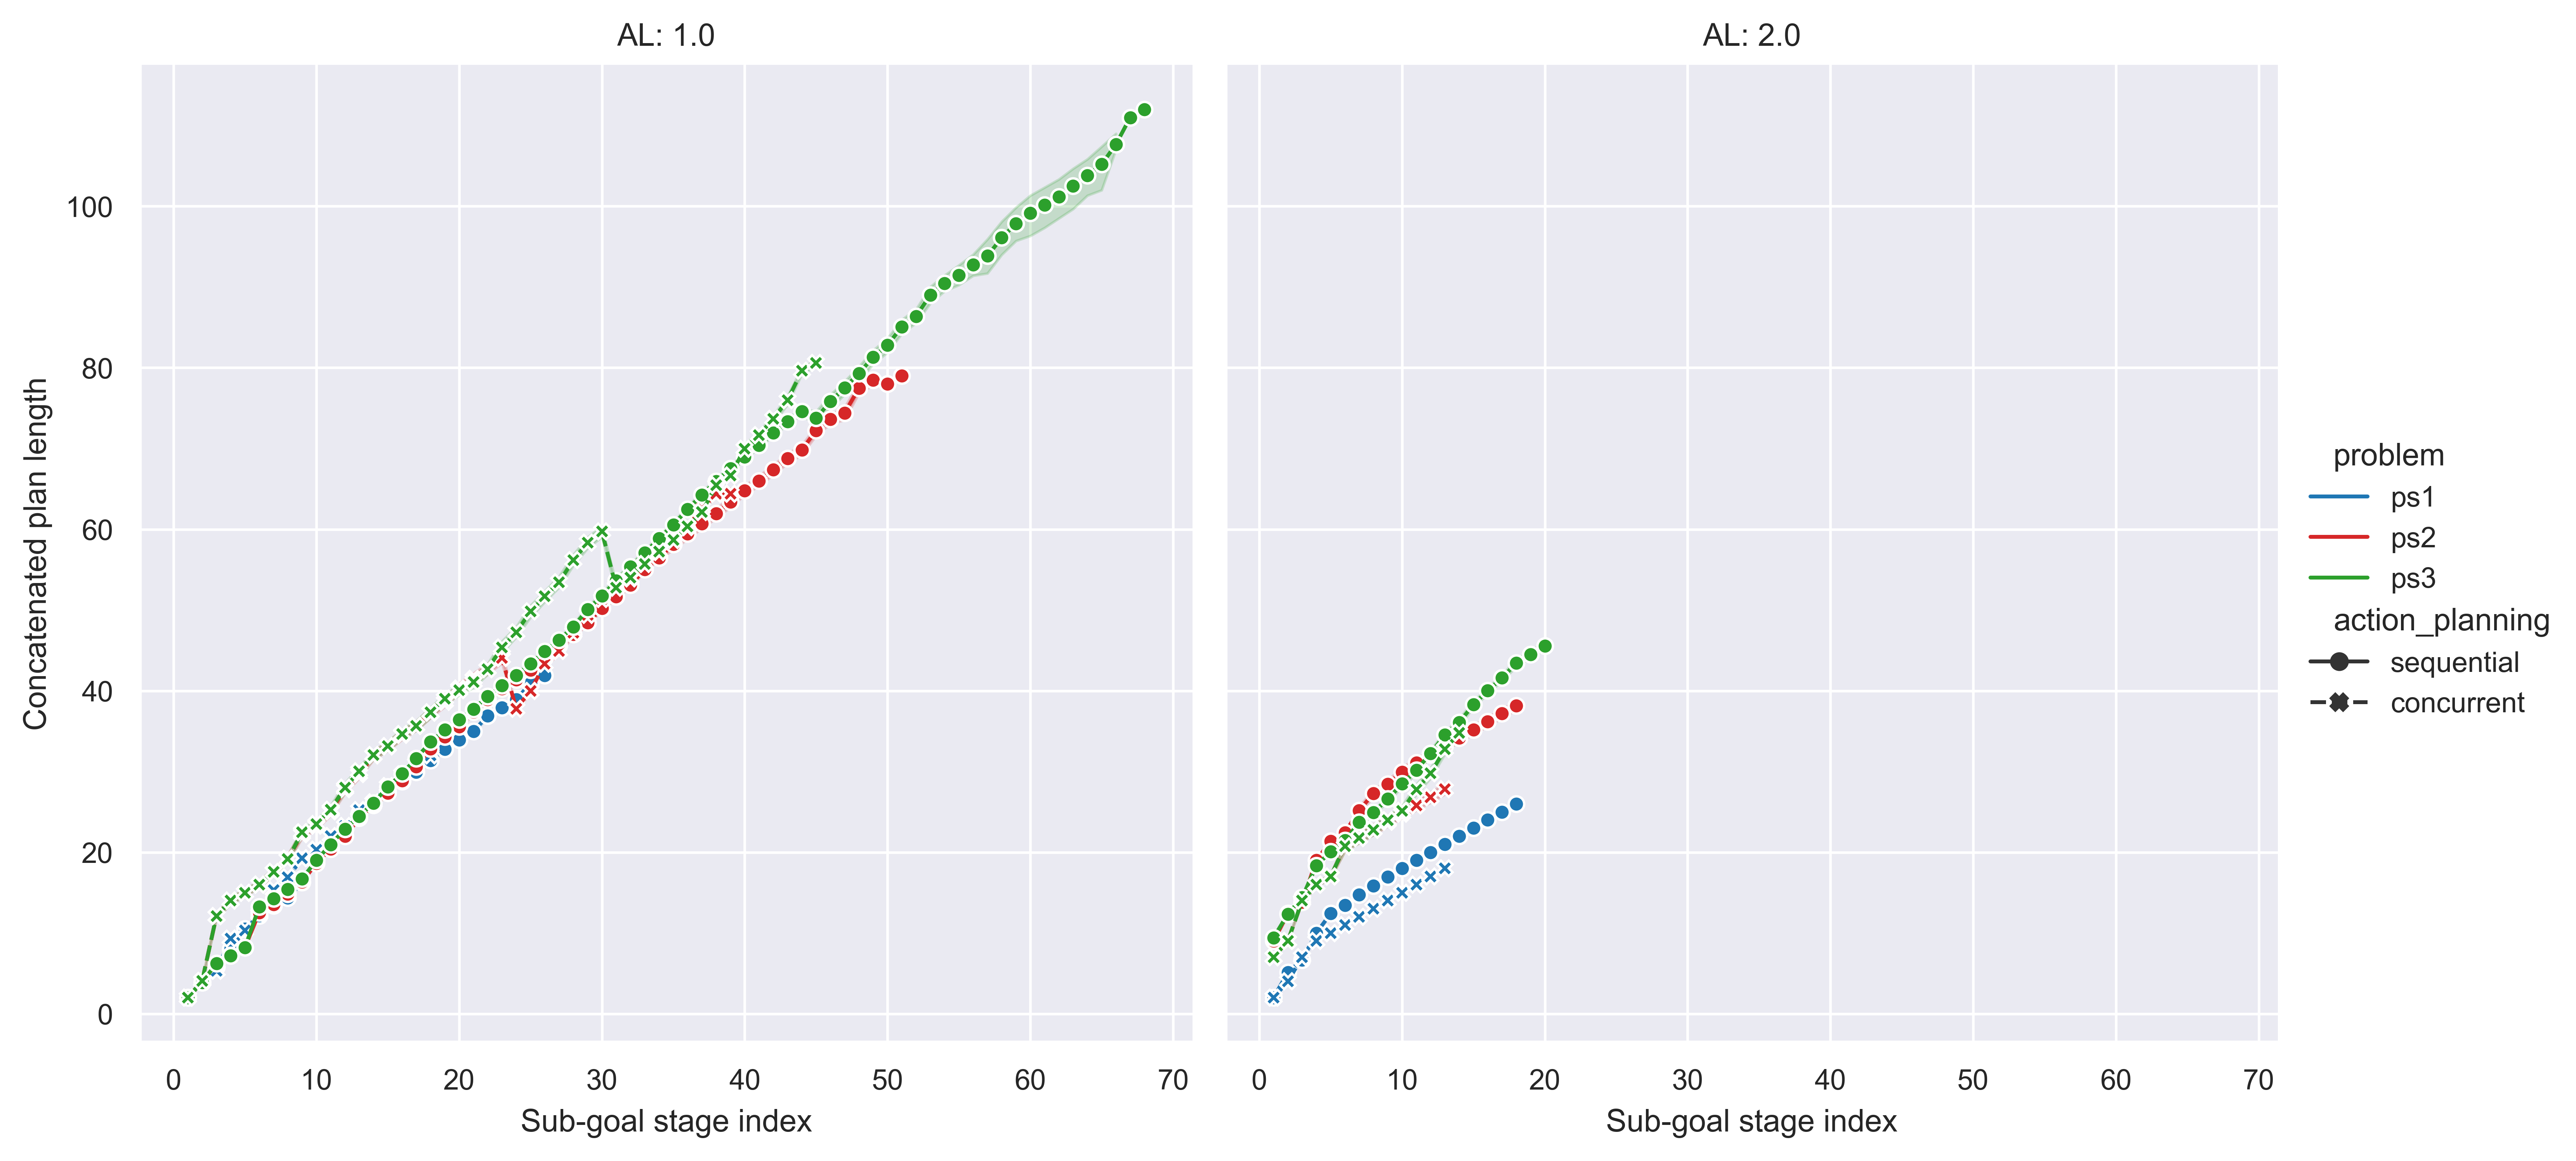 AL: 1.0
AL: 2.0
Concatenated plan length
100
80
60
40
20
0
0 10 20 30 40 50 60 70
0 10 20 30 40 50 60 70
Sub-goal stage index
Sub-goal stage index
problem
ps1
ps2
ps3
action_planning
sequential
concurrent